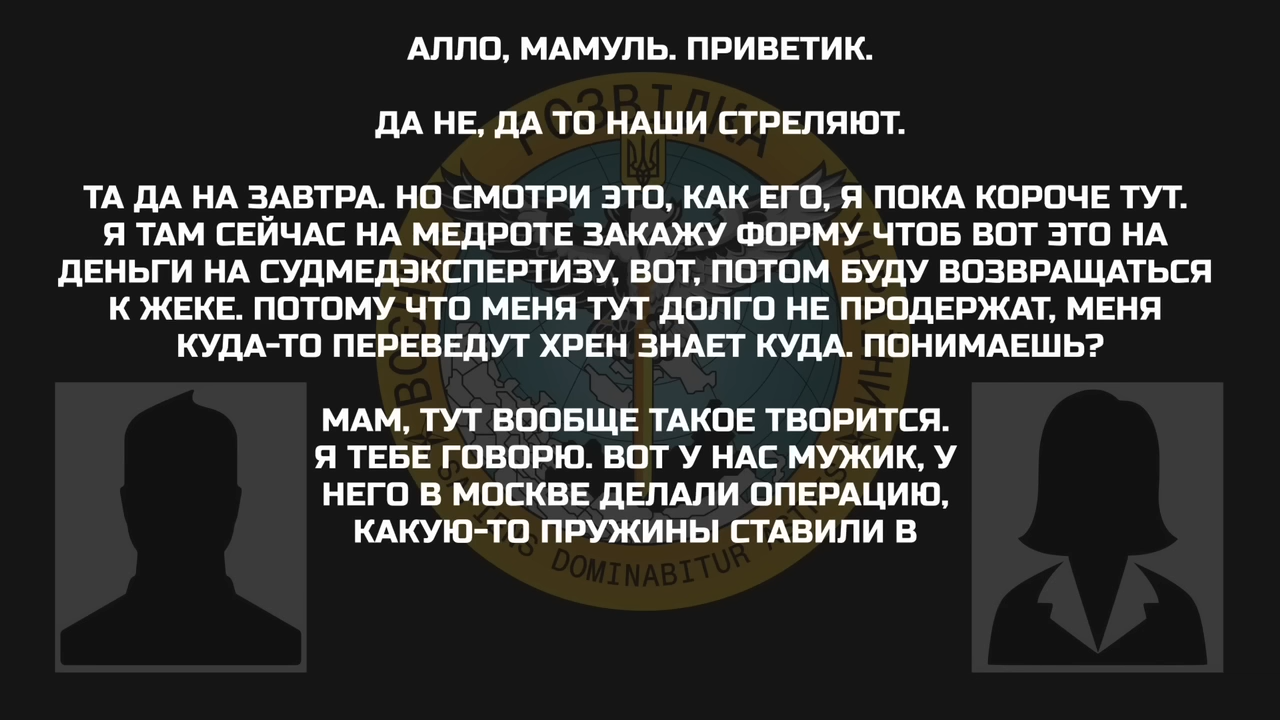 АЛЛО, МАМУЛЬ. ПРИВЕТИК.
ДА НЕ, ДА ТО НАШИ СТРЕЛЯЮТ.
ТА ДА НА ЗАВТРА. НО СМОТРИ ЭТО, КАК ЕГО, Я ПОКА КОРОЧЕ ТУТ.
Я ТАМ СЕЙЧАС НА МЕДРОТЕ ЗАКАЖУ ФОРМУ ЧТОБ ВОТ ЭТО НА
ДЕНЬГИ НА СУДМЕДЭКСПЕРТИЗУ, ВОТ, ПОТОМ БУДУ ВОЗВРАЩАТЬСЯ
К ЖЕКЕ. ПОТОМУ ЧТО МЕНЯ ТУТ ДОЛГО НЕ ПРОДЕРЖАТ, МЕНЯ
КУДА-ТО ПЕРЕВЕДУТ ХРЕН ЗНАЕТ КУДА. ПОНИМАЕШЬ?
МАМ, ТУТ ВООБЩЕ ТАКОЕ ТВОРИТСЯ.
Я ТЕБЕ ГОВОРЮ. ВОТ У НАС МУЖИК, У
НЕГО В МОСКВЕ ДЕЛАЛИ ОПЕРАЦИЮ,
КАКУЮ-ТО ПРУЖИНЫ СТАВИЛИ В
РОЗВІДКА
DOMINABITUR